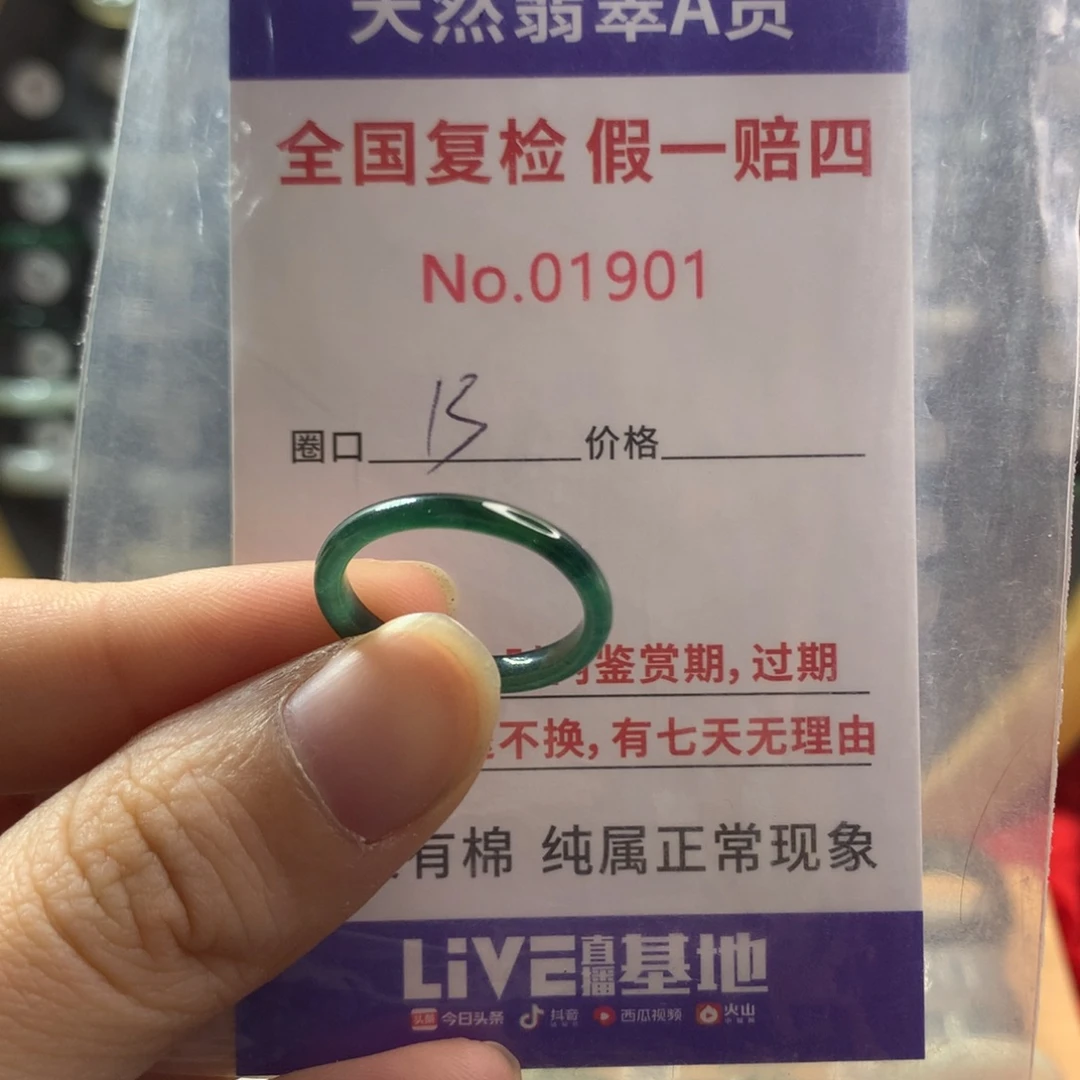 天然翡翠A货
全国复检 假一赔四
No.01901
圈口 13 价格
鉴赏期,过期
不换,有七天无理由
有棉 纯属正常现象
LiVE直播基地
头条 今日头条 抖音 西瓜视频 火山